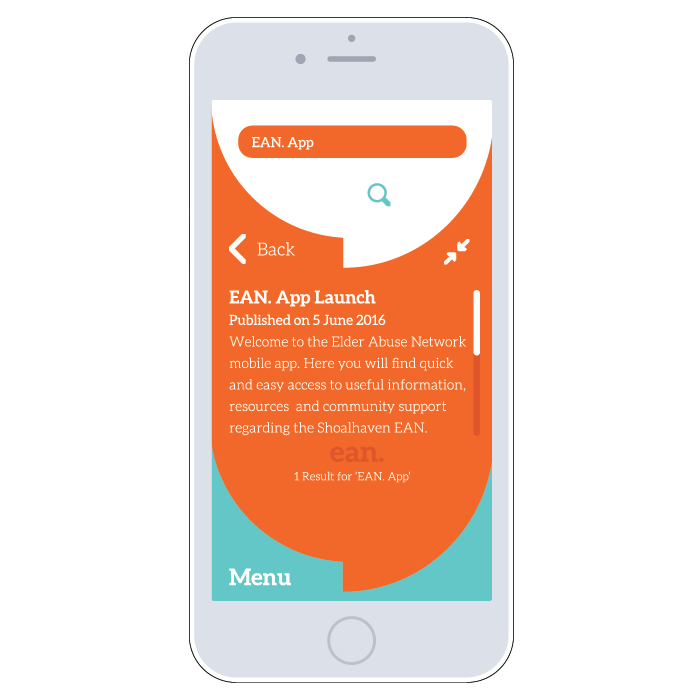 EAN. App
Back
EAN. App Launch
Published on 5 June 2016
Welcome to the Elder Abuse Network
mobile app. Here you will find quick
and easy access to useful information,
resources and community support
regarding the Shoalhaven EAN.
ean.
1 Result for 'EAN. App'
Menu